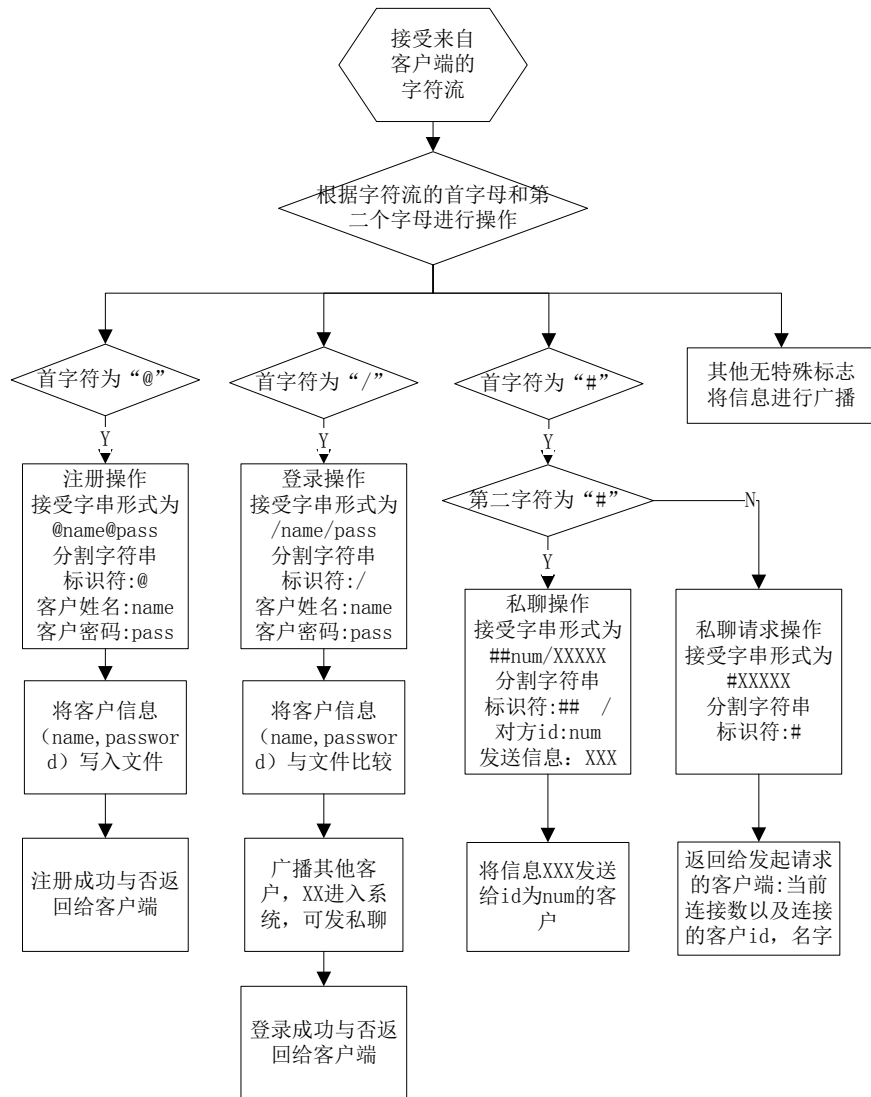 接受来自
客户端的
字符流
根据字符流的首字母和第
二个字母进行操作
首字符为“@”
首字符为“/”
首字符为“#”
其他无特殊标志
将信息进行广播
Y
Y
Y
注册操作
接受字串形式为
@name@pass
分割字符串
标识符:@
客户姓名:name
客户密码:pass
登录操作
接受字串形式为
/name/pass
分割字符串
标识符:/
客户姓名:name
客户密码:pass
第二字符为“#”
N
Y
私聊操作
接受字串形式为
##num/XXXXX
分割字符串
标识符:## /
对方id:num
发送信息：XXX
私聊请求操作
接受字串形式为
#XXXXX
分割字符串
标识符:#
将客户信息
（name,passwor
d）写入文件
将客户信息
（name,passwor
d）与文件比较
注册成功与否返
回给客户端
广播其他客
户，XX进入系
统，可发私聊
将信息XXX发送
给id为num的客
户
返回给发起请求
的客户端:当前
连接数以及连接
的客户id，名字
登录成功与否返
回给客户端